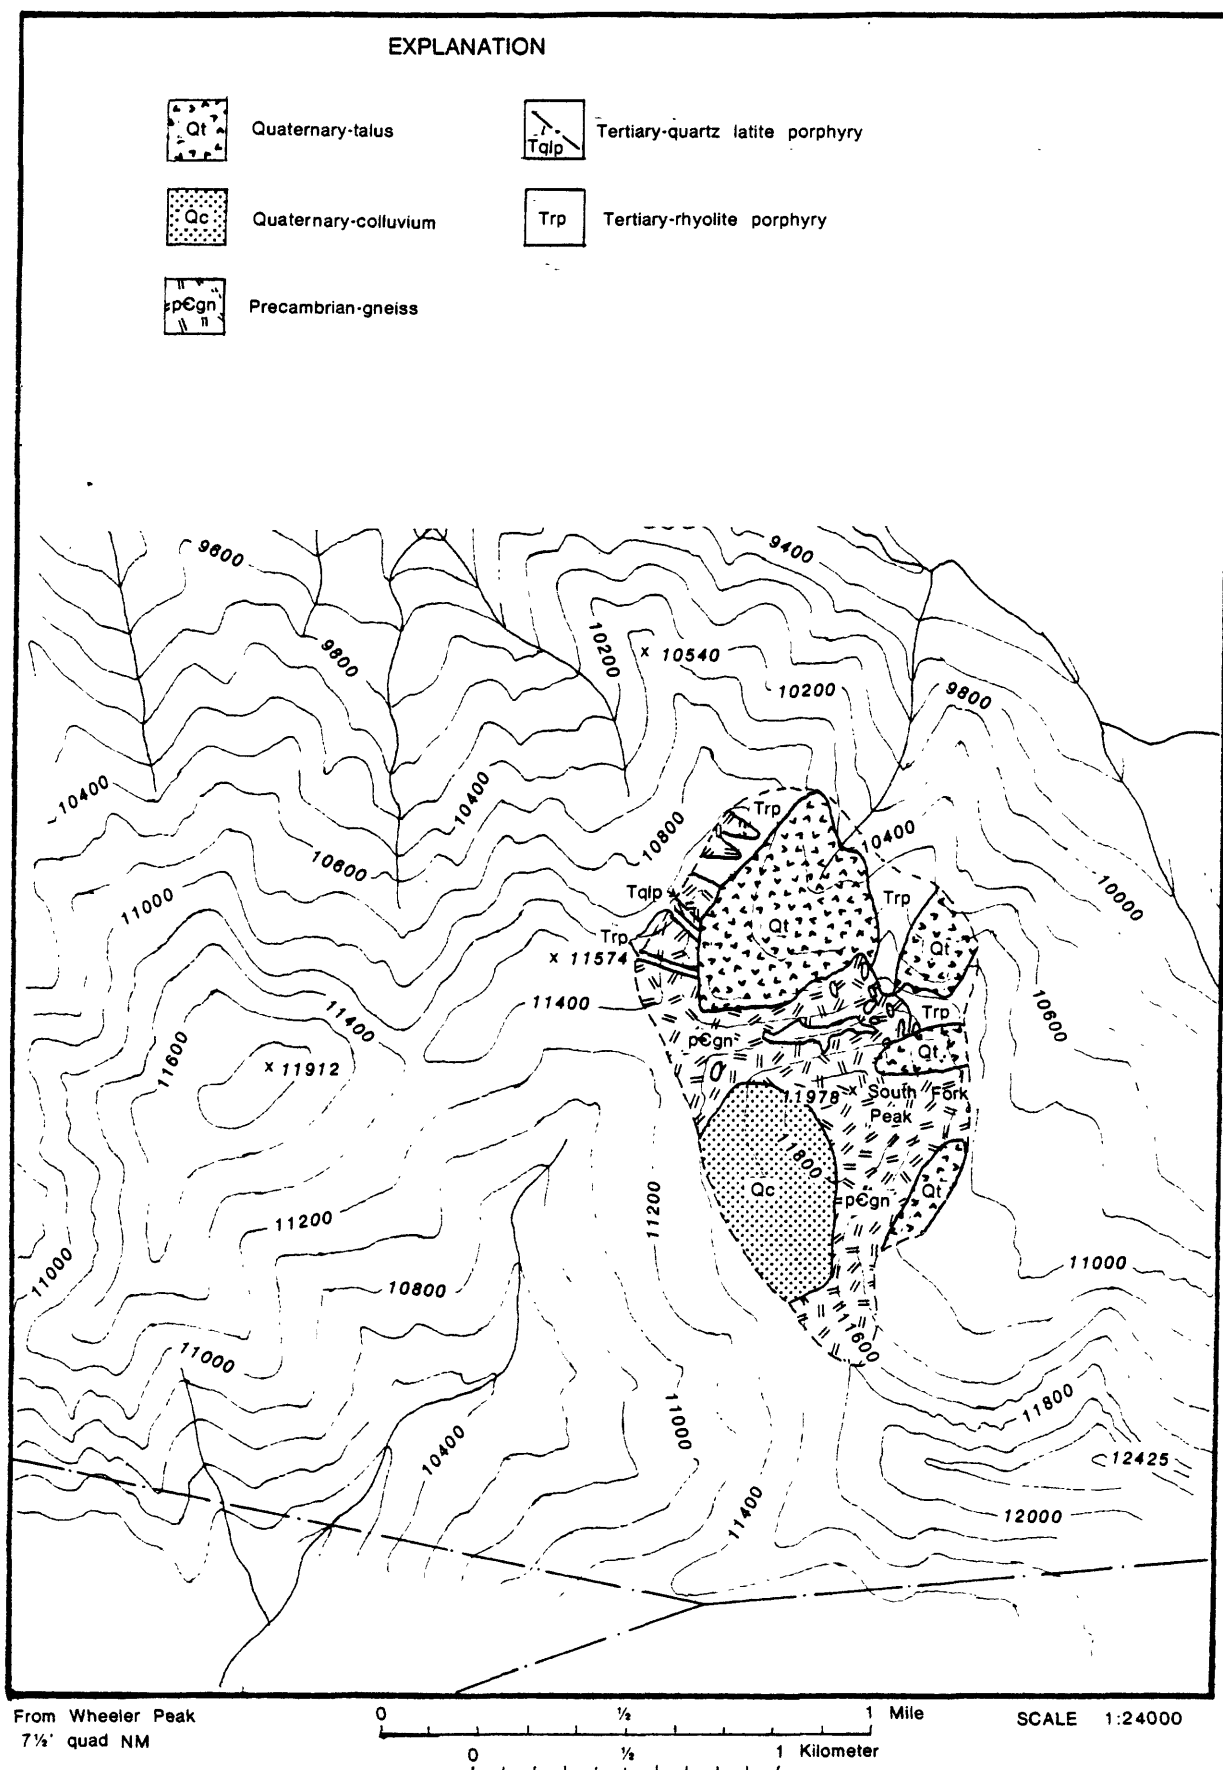 EXPLANATION
Qt Quaternary-talus
Tqlp Tertiary-quartz latite porphyry
Qc Quaternary-colluvium
Trp Tertiary-rhyolite porphyry
p€gn Precambrian-gneiss
9600
9400
9800
10200
x 10540
10200
9800
10400
10400
10800
Trp
10400
10600
11000
Tqlp
Trp
10000
Trp
Qt
Qt
x 11574
11400
11400
Trp
10600
11600
p€gn
Qt
x 11912
11978 x South Fork
Peak
11800
Qc
Qt
p€gn
11200
11200
11000
11000
10800
11600
11000
11800
11000
10400
12425
11400
12000
From Wheeler Peak
7½' quad NM
0 ½ 1 Mile
SCALE 1:24000
0 ½ 1 Kilometer